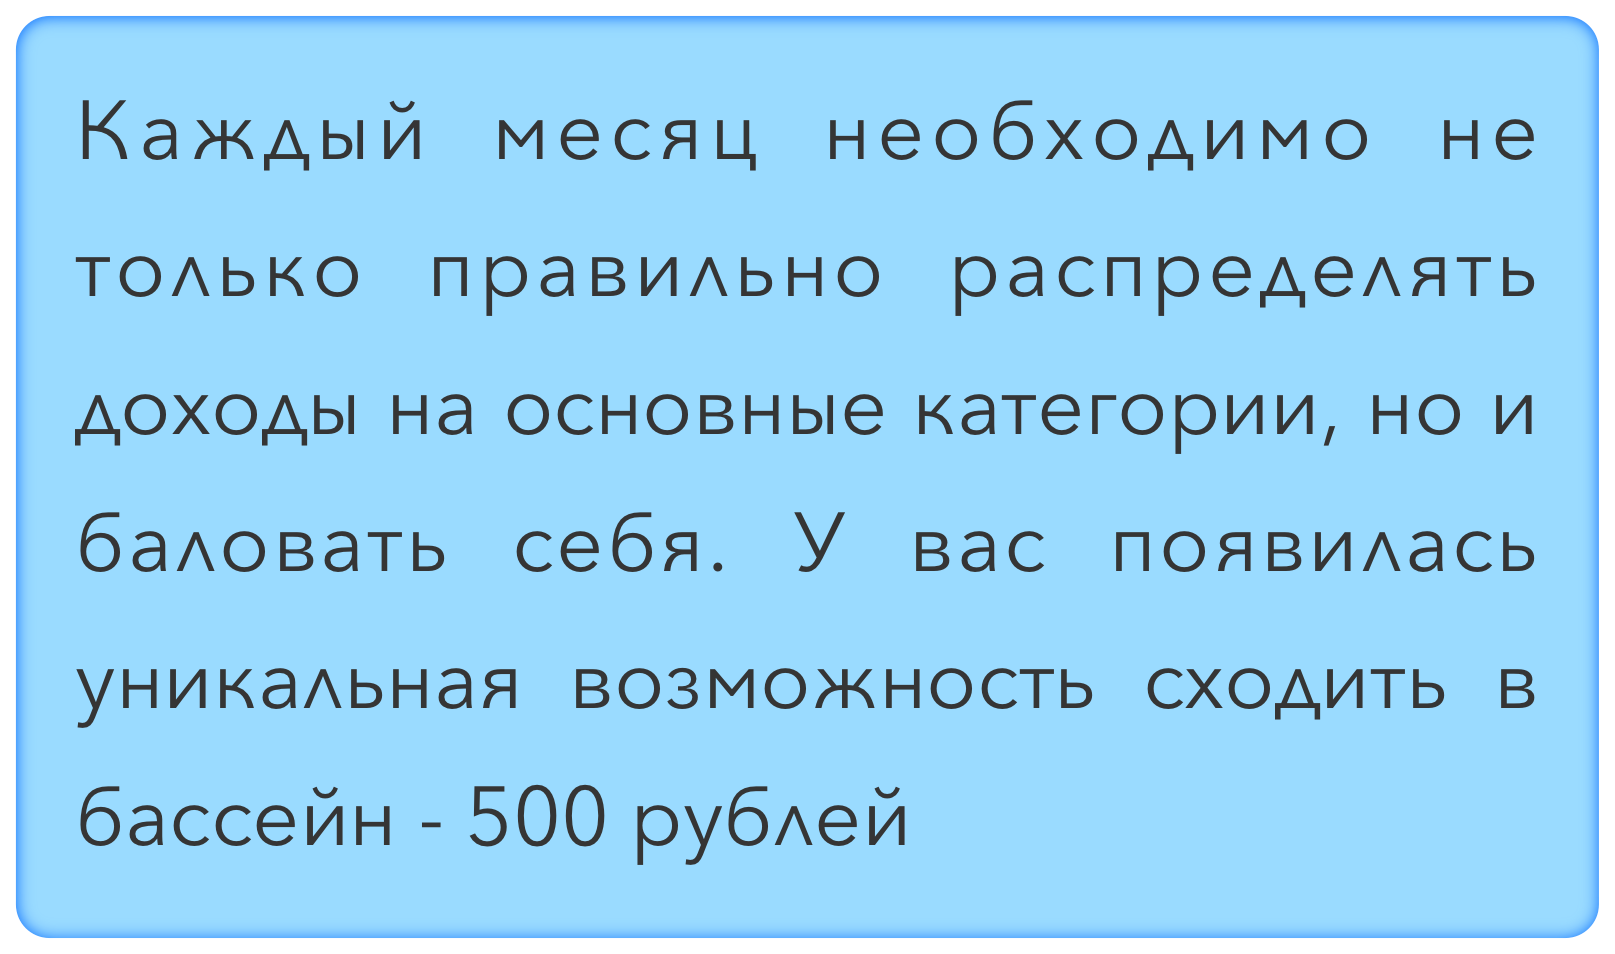 Каждый месяц необходимо не
только правильно распределять
доходы на основные категории, но и
баловать себя. У вас появилась
уникальная возможность сходить в
бассейн - 500 рублей